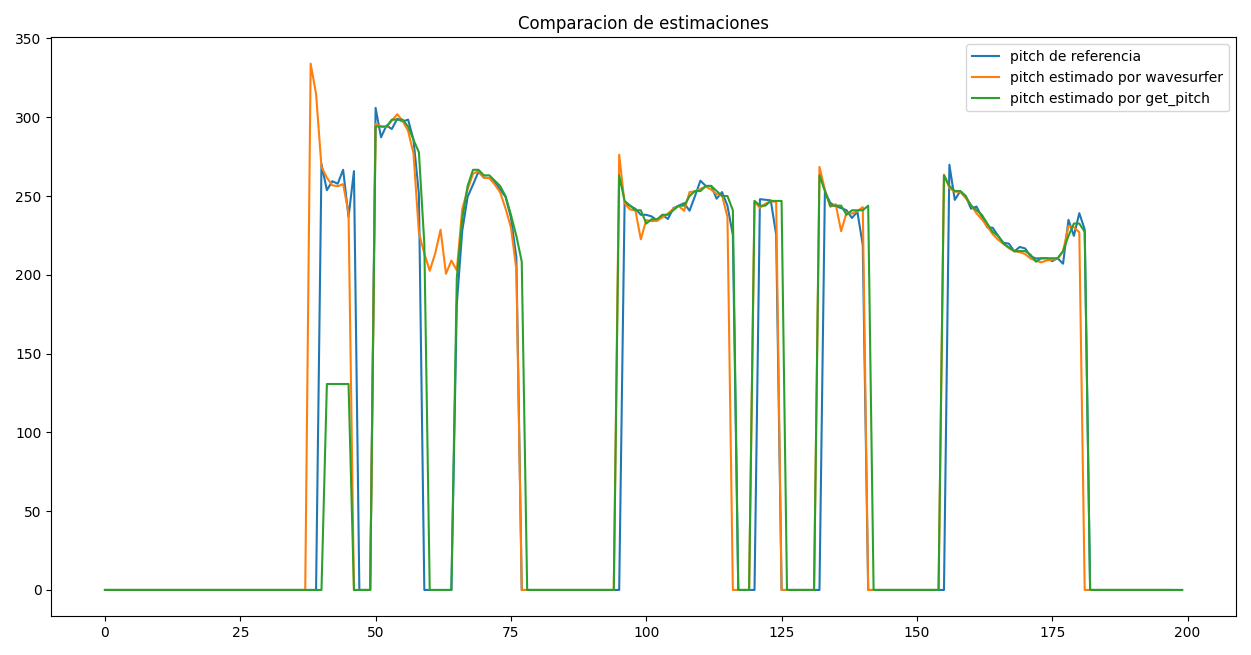 Comparacion de estimaciones
350
300
250
200
150
100
50
0
0 25 50 75 100 125 150 175 200
pitch de referencia
pitch estimado por wavesurfer
pitch estimado por get_pitch